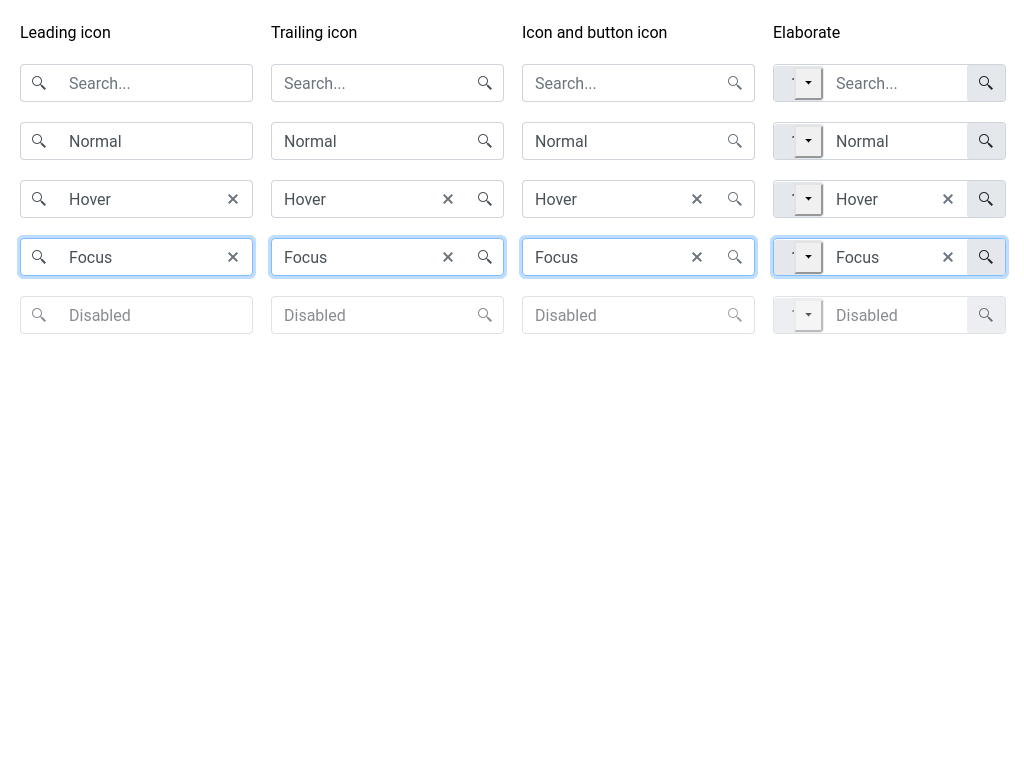 Leading icon Trailing icon Icon and button icon Elaborate
Search... Search... Search... Search...
Normal Normal Normal Normal
Hover Hover Hover Hover
Focus Focus Focus Focus
Disabled Disabled Disabled Disabled